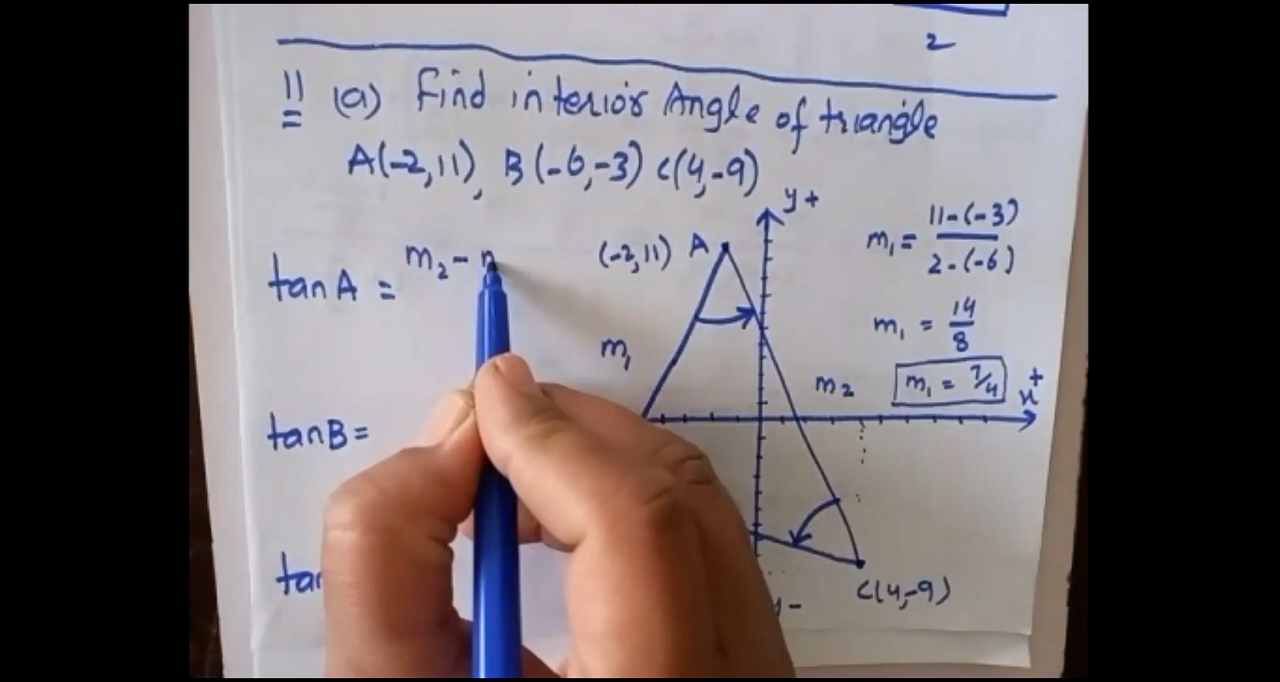 2
11 (a) Find interior Angle of triangle
A(-2,11), B(-6,-3) C(4,-9)
y+
(-2,11) A
m₁ = 11-(-3) / 2-(-6)
tanA = m₂ -
m₁ = 14/8
m₁
m₂
m₁ = 7/4
x+
tanB =
tan
C(4,-9)